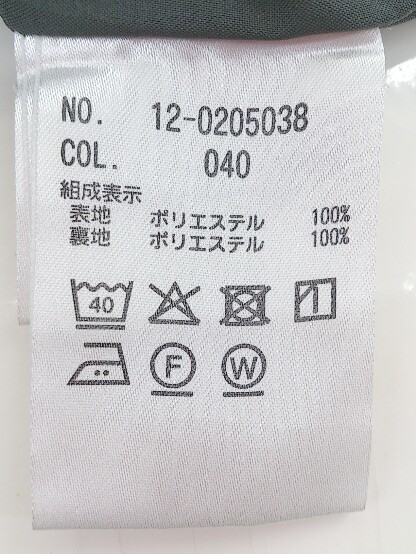 NO. 12-0205038
COL. 040
組成表示
表地 ポリエステル 100%
裏地 ポリエステル 100%
40
F W